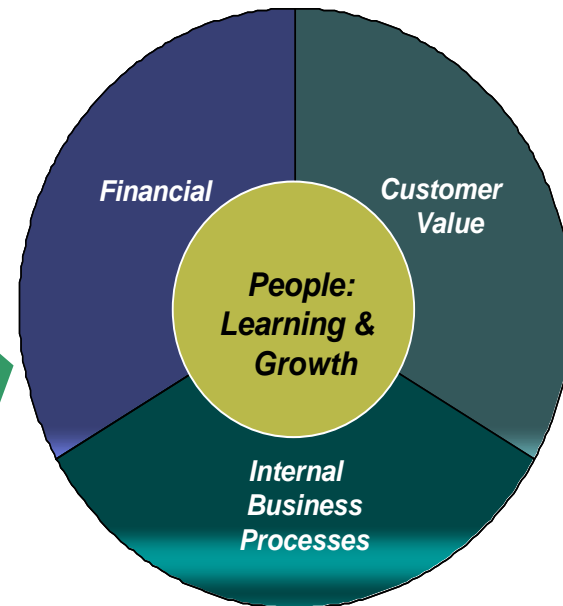 Financial
Customer
Value
People:
Learning &
Growth
Internal
Business
Processes